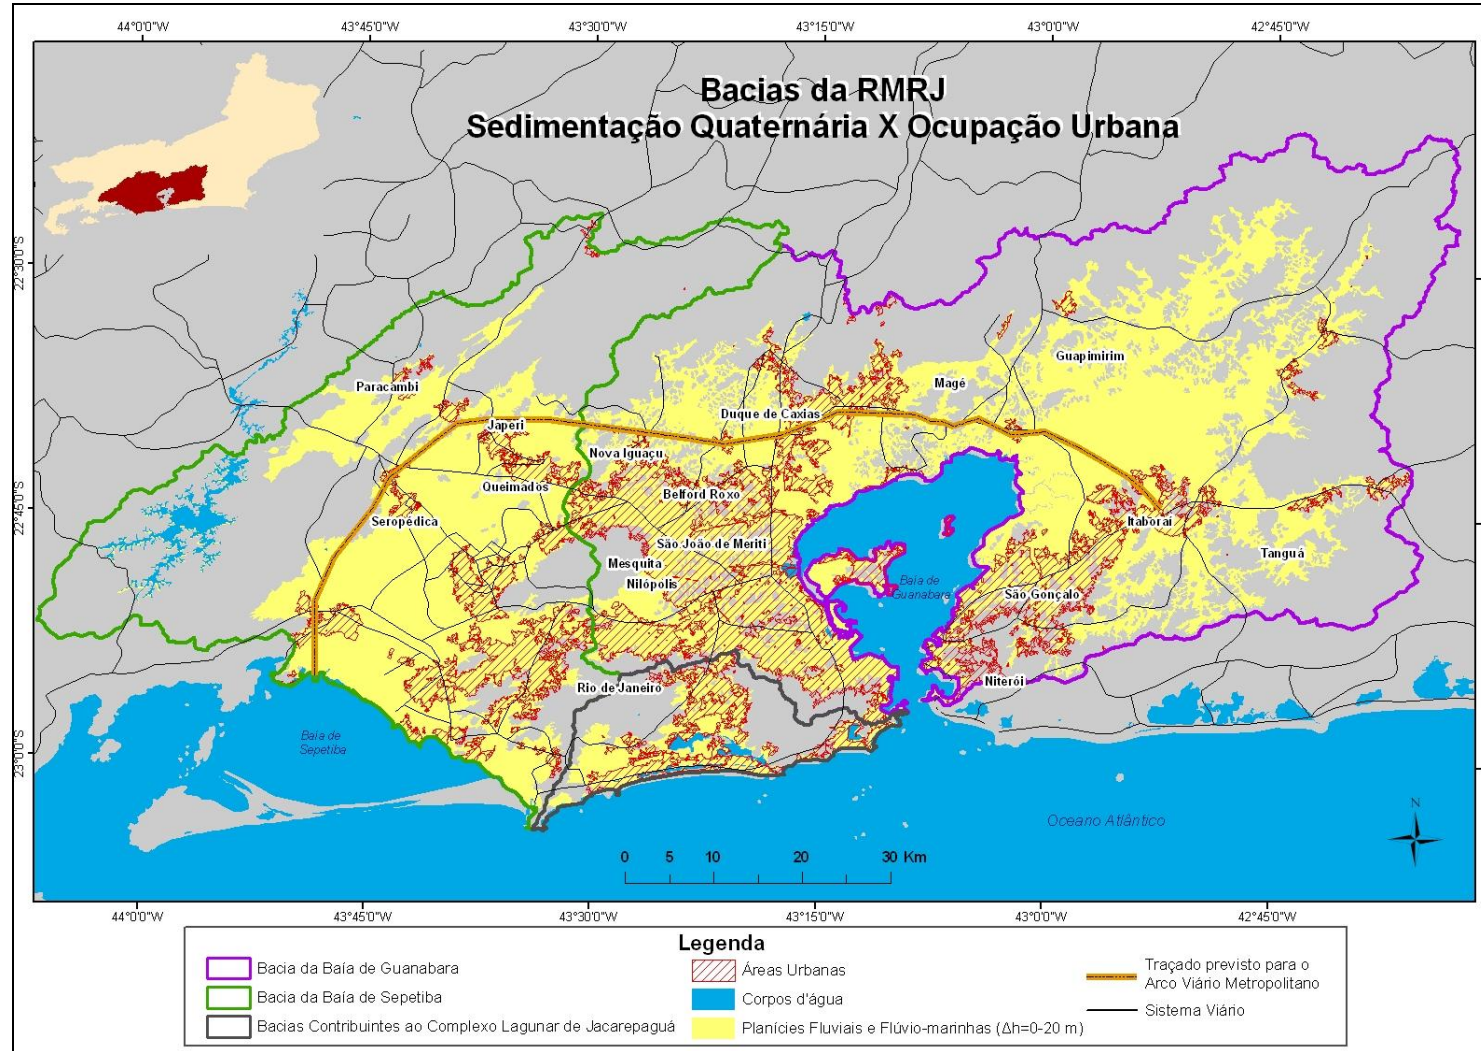 44°0'0"W 43°45'0"W 43°30'0"W 43°15'0"W 43°0'0"W 42°45'0"W
Bacias da RMRJ
Sedimentação Quaternária X Ocupação Urbana
22°30'0"S
Guapimirim
Paracambi
Magé
Duque de Caxias
Japeri
Nova Iguaçu
Queimados
Belford Roxo
22°45'0"S
Seropédica
Itaboraí
São João de Meriti
Tanguá
Mesquita
Nilópolis
Baía de
Guanabara
São Gonçalo
Niterói
Rio de Janeiro
Baía de
Sepetiba
23°0'0"S
Oceano Atlântico
N
0 5 10 20 30 Km
44°0'0"W 43°45'0"W 43°30'0"W 43°15'0"W 43°0'0"W 42°45'0"W
Legenda
Bacia da Baía de Guanabara
Bacia da Baía de Sepetiba
Bacias Contribuintes ao Complexo Lagunar de Jacarepaguá
Áreas Urbanas
Corpos d'água
Planícies Fluviais e Flúvio-marinhas (Δh=0-20 m)
Traçado previsto para o
Arco Viário Metropolitano
Sistema Viário